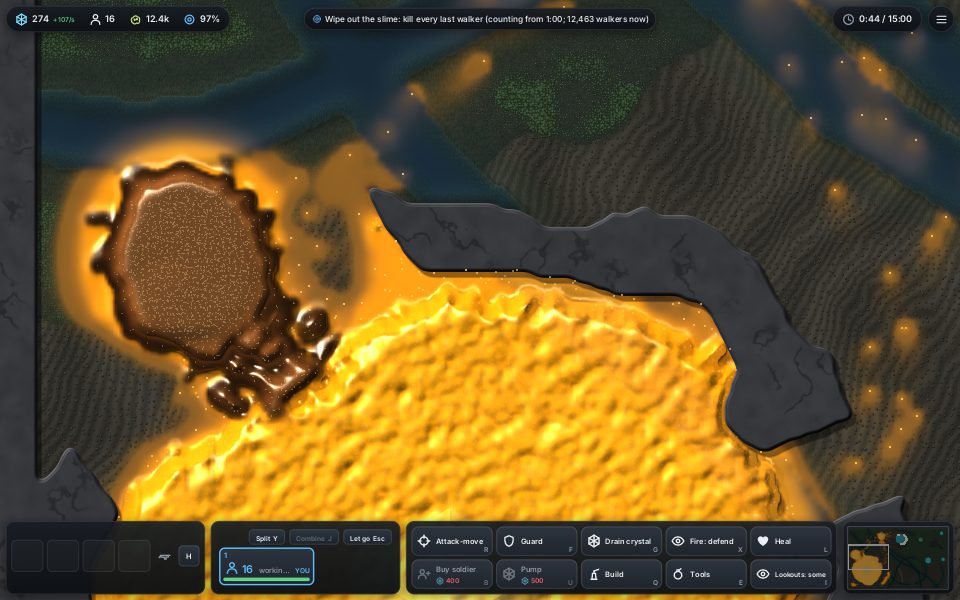 274 +107/s 16 12.4k 97%
Wipe out the slime: kill every last walker (counting from 1:00; 12,463 walkers now)
0:44 / 15:00
H
Split Y Combine J Let go Esc
1
16 workin... YOU
Attack-move R
Guard F
Drain crystal G
Fire: defend X
Heal L
Buy soldier 400 B
Pump 500 U
Build Q
Tools E
Lookouts: some I